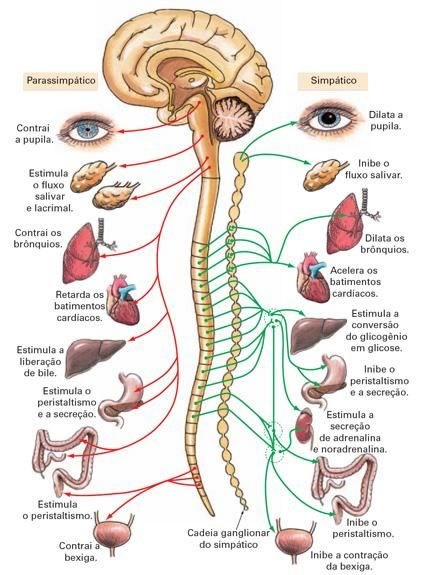 Parassimpático
Contrai
a pupila.
Estimula
o fluxo
salivar
e lacrimal.
Contrai os
brônquios.
Retarda os
batimentos
cardíacos.
Estimula a
liberação
de bile.
Estimula o
peristaltismo
e a secreção.
Estimula
o peristaltismo.
Contrai a
bexiga.
Simpático
Dilata a
pupila.
Inibe o
fluxo salivar.
Dilata os
brônquios.
Acelera os
batimentos
cardíacos.
Estimula a
conversão
do glicogênio
em glicose.
Inibe o
peristaltismo
e a secreção.
Estimula a
secreção
de adrenalina
e noradrenalina.
Inibe o
peristaltismo.
Inibe a contração
da bexiga.
Cadeia ganglionar
do simpático